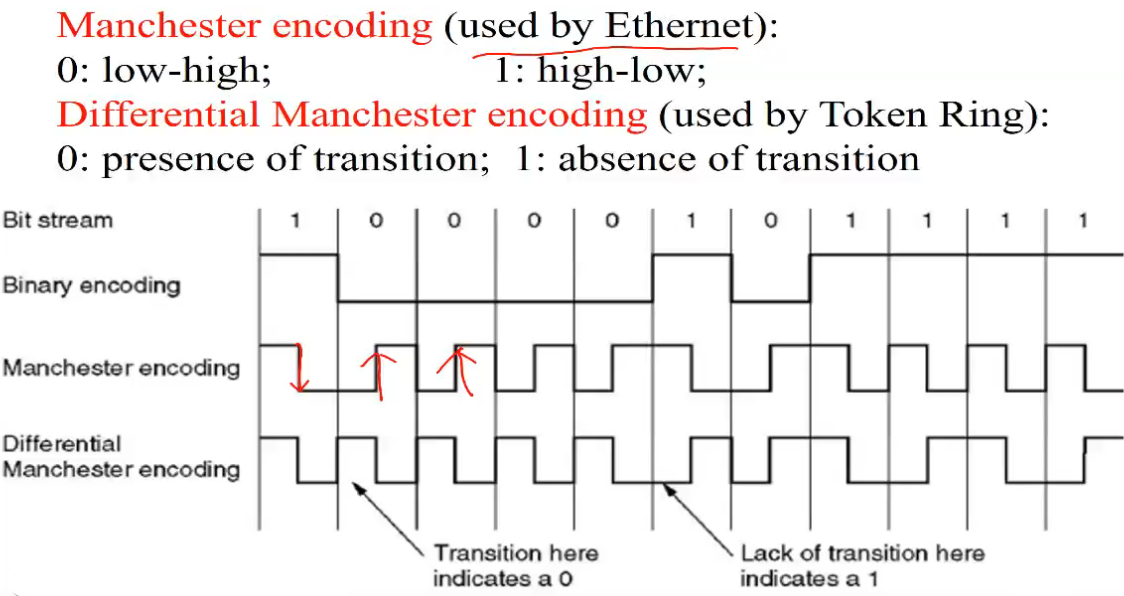 Manchester encoding (used by Ethernet):
0: low-high; 1: high-low;
Differential Manchester encoding (used by Token Ring):
0: presence of transition; 1: absence of transition
Bit stream 1 0 0 0 0 1 0 1 1 1 1
Binary encoding
Manchester encoding
Differential
Manchester encoding
Transition here
indicates a 0
Lack of transition here
indicates a 1